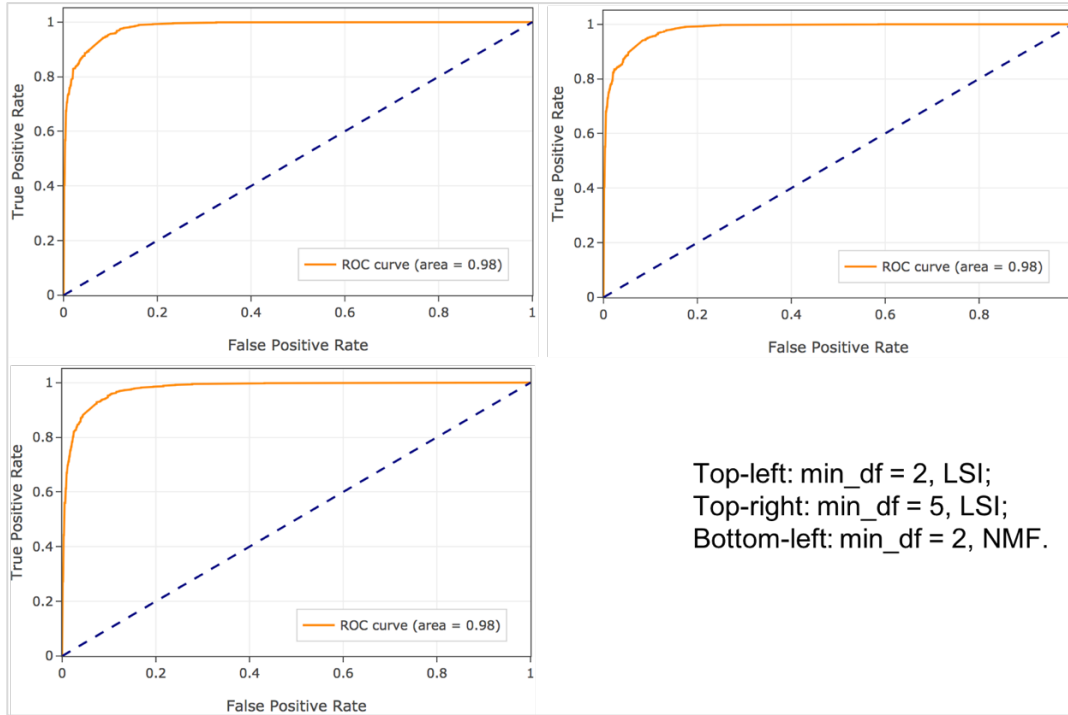 1
0.8
0.6
0.4
0.2
0
True Positive Rate
ROC curve (area = 0.98)
0 0.2 0.4 0.6 0.8 1
False Positive Rate
1
0.8
0.6
0.4
0.2
0
True Positive Rate
ROC curve (area = 0.98)
0 0.2 0.4 0.6 0.8
False Positive Rate
1
0.8
0.6
0.4
0.2
0
True Positive Rate
ROC curve (area = 0.98)
0 0.2 0.4 0.6 0.8 1
False Positive Rate
Top-left: min_df = 2, LSI;
Top-right: min_df = 5, LSI;
Bottom-left: min_df = 2, NMF.